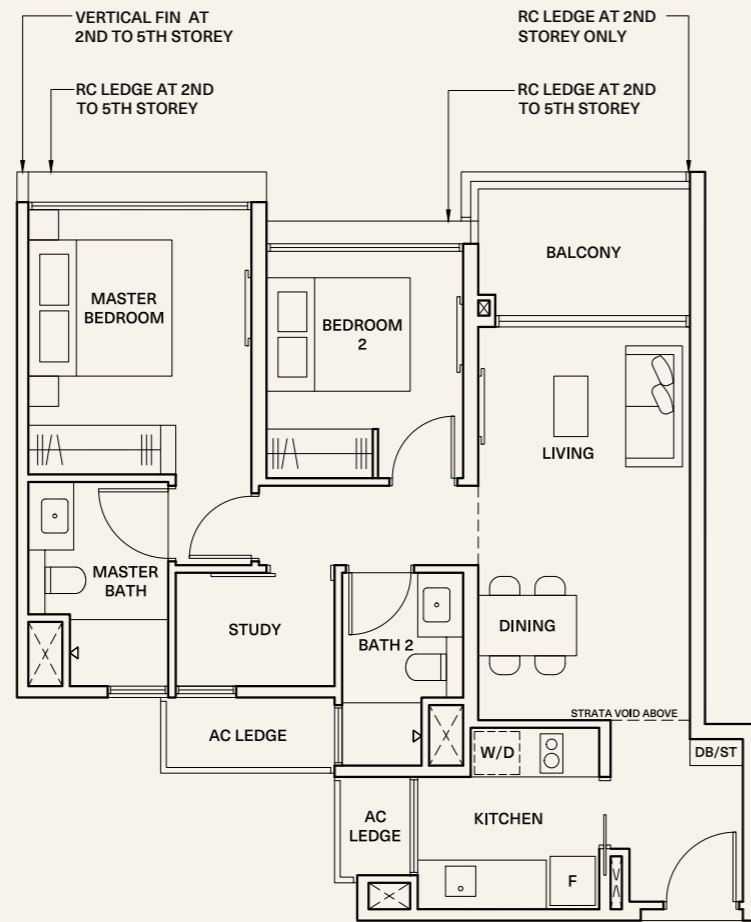 VERTICAL FIN AT
2ND TO 5TH STOREY
RC LEDGE AT 2ND
STOREY ONLY
RC LEDGE AT 2ND
TO 5TH STOREY
RC LEDGE AT 2ND
TO 5TH STOREY
BALCONY
MASTER
BEDROOM
BEDROOM
2
LIVING
MASTER
BATH
STUDY
BATH 2
DINING
STRATA VOID ABOVE
AC LEDGE
W/D
DB/ST
AC
LEDGE
KITCHEN
F